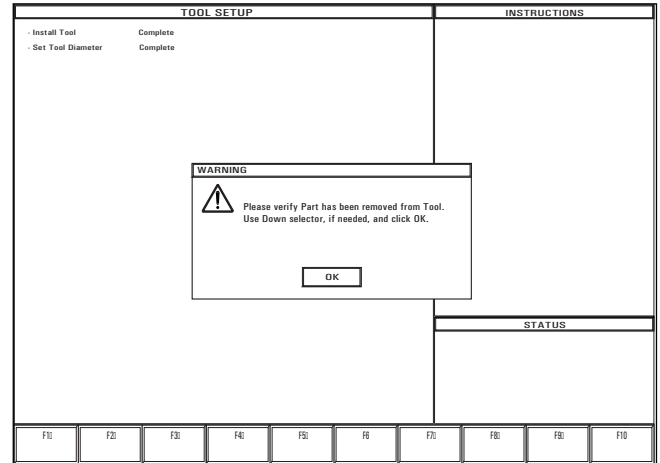 TOOL SETUP
INSTRUCTIONS
- Install Tool Complete
- Set Tool Diameter Complete
WARNING
Please verify Part has been removed from Tool.
Use Down selector, if needed, and click OK.
OK
STATUS
F1 F2 F3 F4 F5 F6 F7 F8 F9 F10